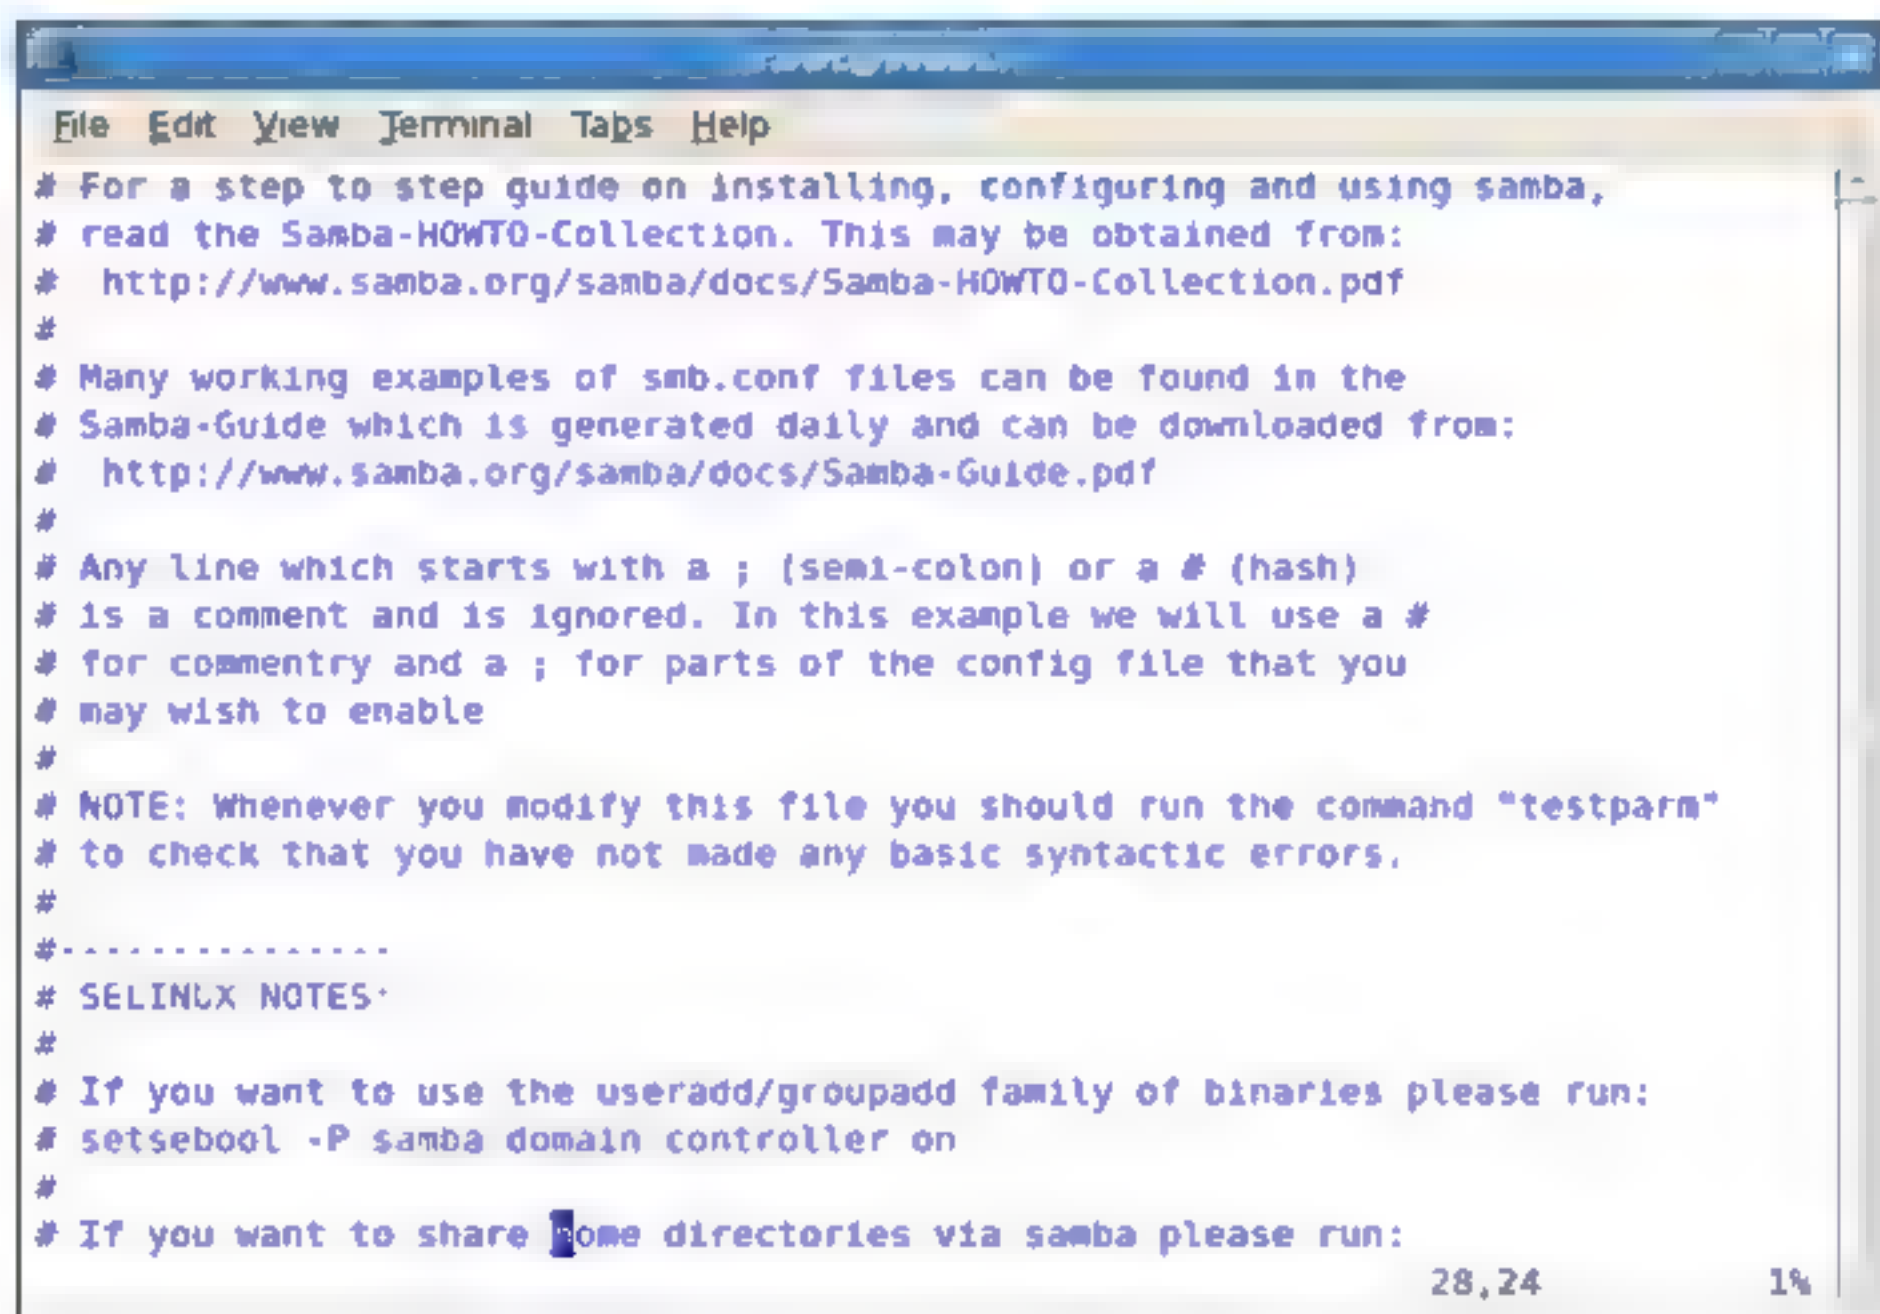 File Edit View Terminal Tabs Help
# For a step to step guide on installing, configuring and using samba,
# read the Samba-HOWTO-Collection. This may be obtained from:
#  http://www.samba.org/samba/docs/Samba-HOWTO-Collection.pdf
#
# Many working examples of smb.conf files can be found in the
# Samba-Guide which is generated daily and can be downloaded from:
#  http://www.samba.org/samba/docs/Samba-Guide.pdf
#
# Any line which starts with a ; (semi-colon) or a # (hash)
# is a comment and is ignored. In this example we will use a #
# for commentry and a ; for parts of the config file that you
# may wish to enable
#
# NOTE: Whenever you modify this file you should run the command "testparm"
# to check that you have not made any basic syntactic errors.
#
#---------------
# SELINUX NOTES:
#
# If you want to use the useradd/groupadd family of binaries please run:
# setsebool -P samba domain controller on
#
# If you want to share home directories via samba please run:
28,24 1%